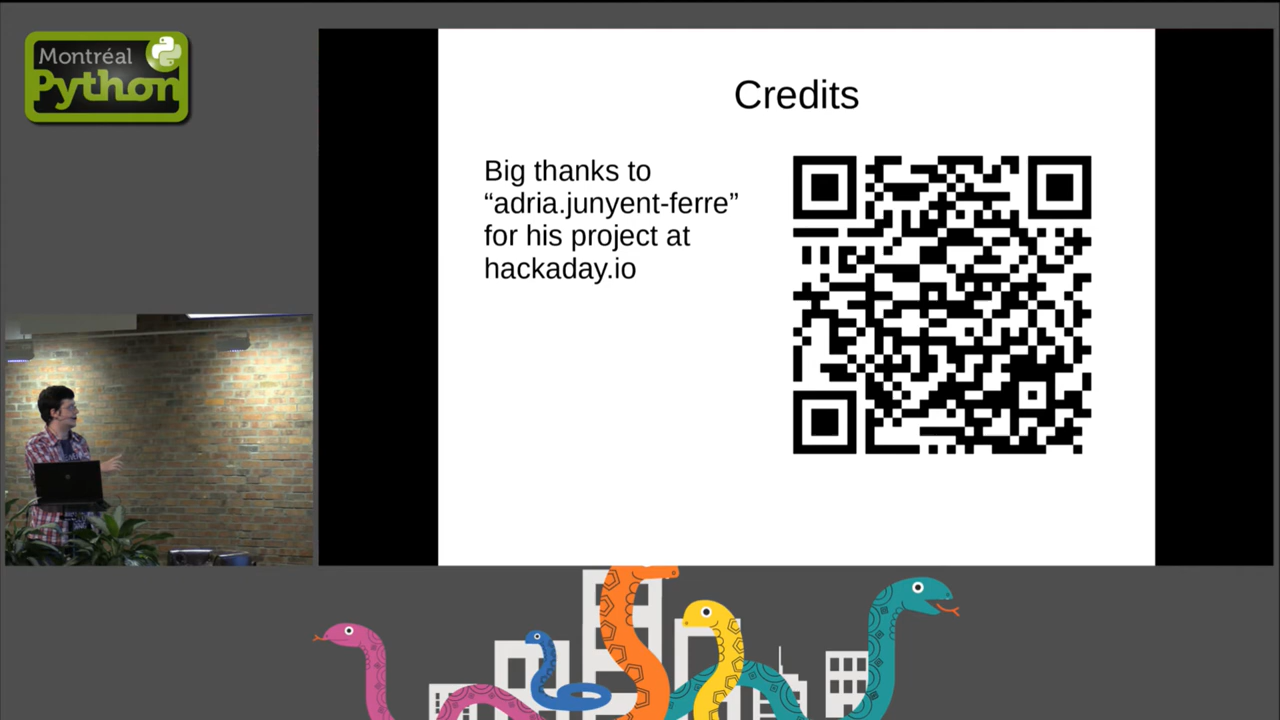 Montréal
Python
Credits
Big thanks to
“adria.junyent-ferre”
for his project at
hackaday.io